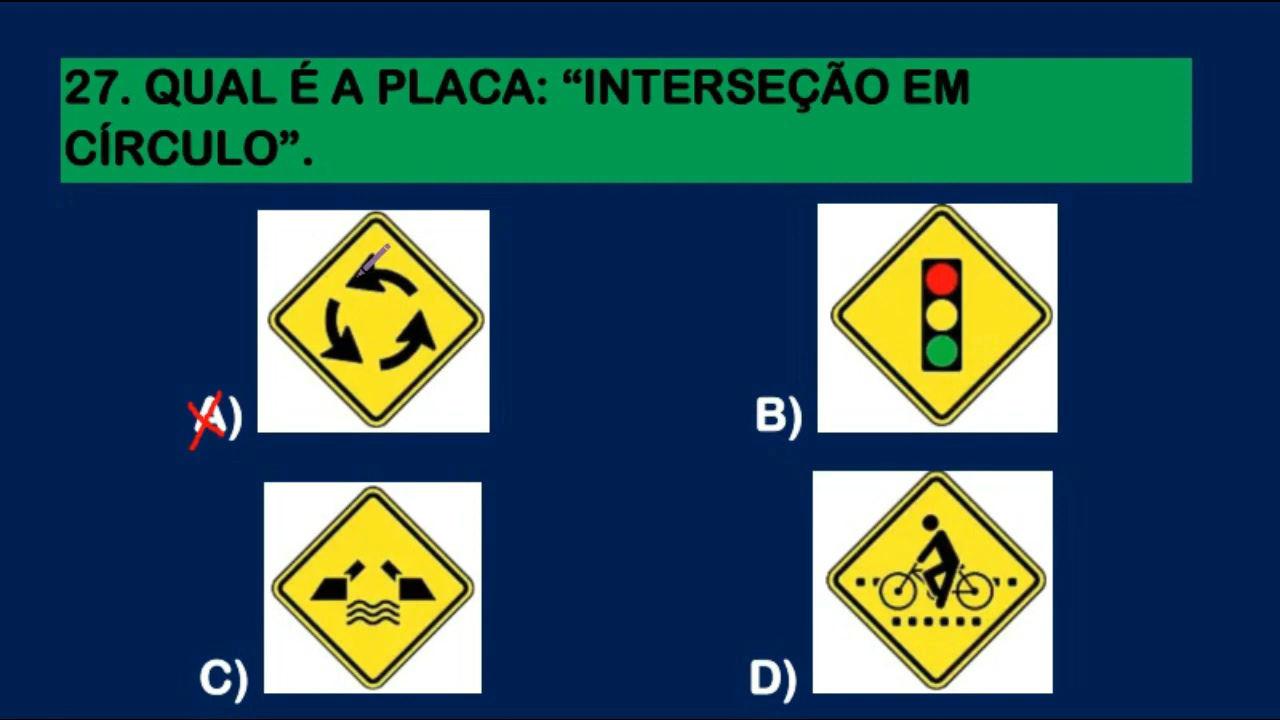 27. QUAL É A PLACA: “INTERSEÇÃO EM
CÍRCULO”.
A)
B)
C)
D)